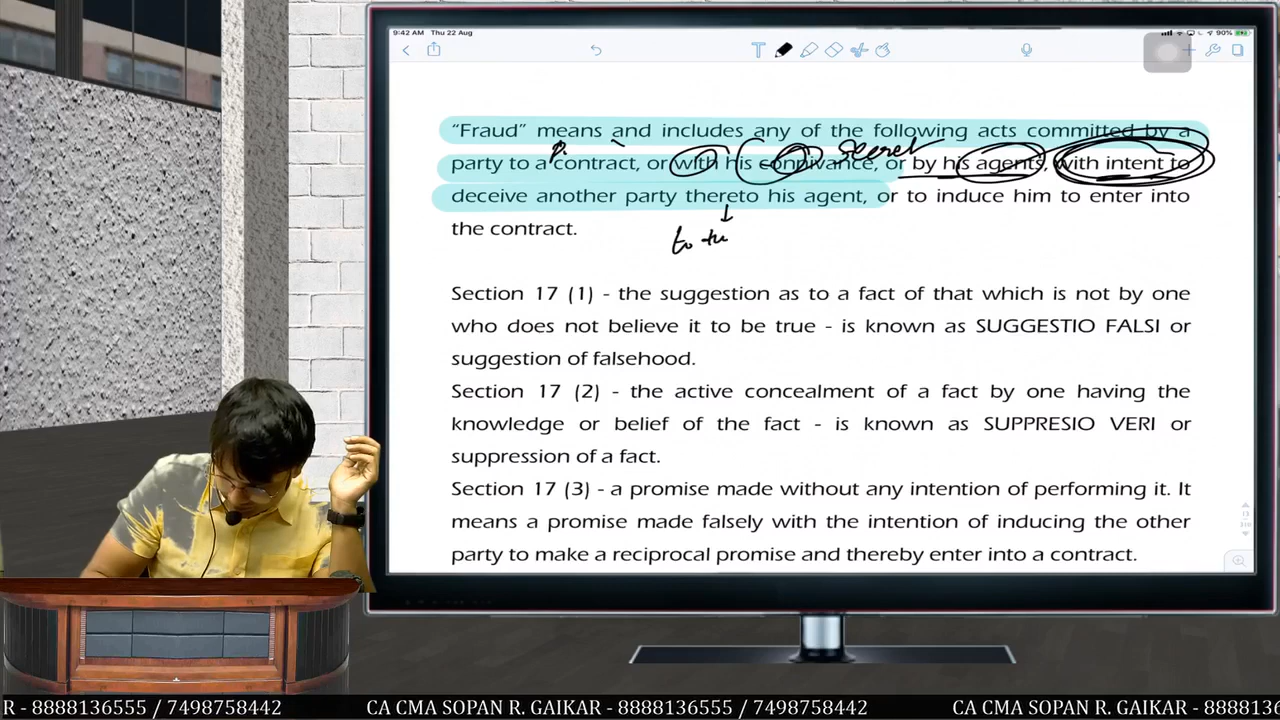 9:42 AM Thu 22 Aug
90%
T
“Fraud” means and includes any of the following acts committed by a
p.
secret
party to a contract, or with his connivance, or by his agents, with intent to
deceive another party thereto his agent, or to induce him to enter into
the contract.
to
Section 17 (1) - the suggestion as to a fact of that which is not by one
who does not believe it to be true - is known as SUGGESTIO FALSI or
suggestion of falsehood.
Section 17 (2) - the active concealment of a fact by one having the
knowledge or belief of the fact - is known as SUPPRESIO VERI or
suppression of a fact.
Section 17 (3) - a promise made without any intention of performing it. It
means a promise made falsely with the intention of inducing the other
party to make a reciprocal promise and thereby enter into a contract.
R - 8888136555 / 7498758442 CA CMA SOPAN R. GAIKAR - 8888136555 / 7498758442 CA CMA SOPAN R. GAIKAR - 88881365